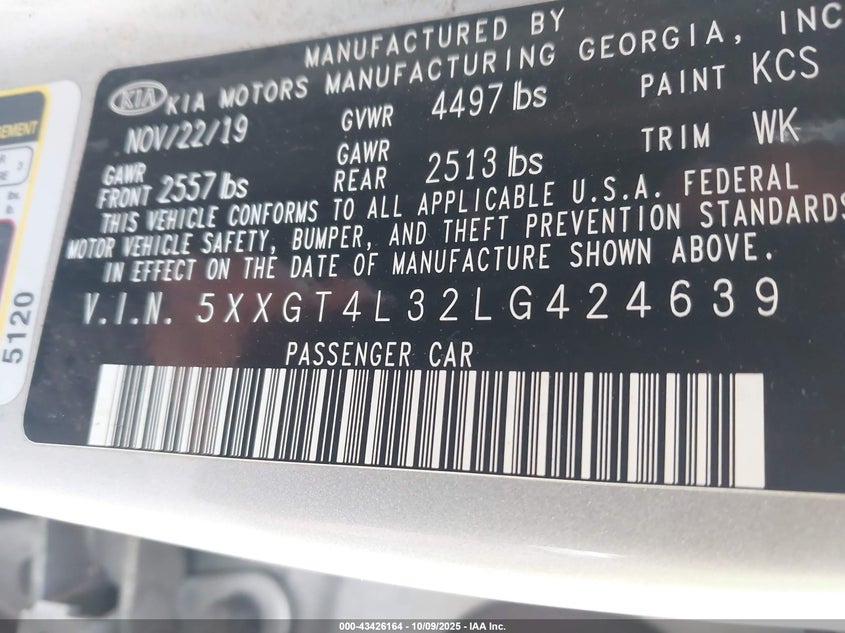 MANUFACTURED BY
KIA KIA MOTORS MANUFACTURING GEORGIA, INC
NOV/22/19 GVWR 4497 lbs PAINT KCS
GAWR FRONT 2557 lbs GAWR REAR 2513 lbs TRIM WK
THIS VEHICLE CONFORMS TO ALL APPLICABLE U.S.A. FEDERAL
MOTOR VEHICLE SAFETY, BUMPER, AND THEFT PREVENTION STANDARDS
IN EFFECT ON THE DATE OF MANUFACTURE SHOWN ABOVE.
V.I.N. 5XXGT4L32LG424639
PASSENGER CAR
5120
000-43426164 - 10/09/2025 - IAA Inc.